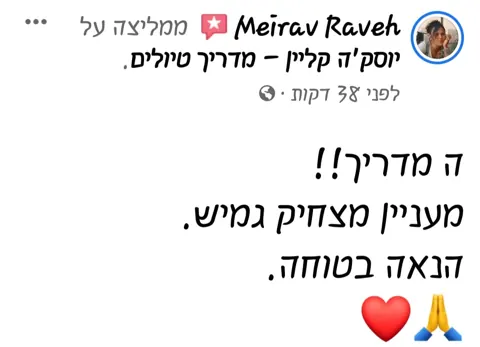 Meirav Raveh ממליצה על
יוסק'ה קליין – מדריך טיולים.
לפני 38 דקות ·
ה מדריך!!
מעניין מצחיק גמיש.
הנאה בטוחה.
🙏❤️